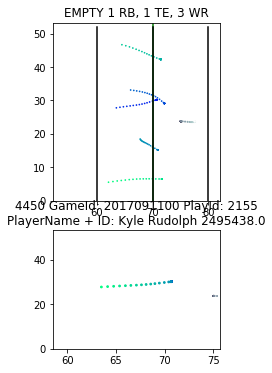 EMPTY 1 RB, 1 TE, 3 WR
50
40
30
20
10
0
60 70 80
4450 GameId: 2017091100 PlayId: 2155
PlayerName + ID: Kyle Rudolph 2495438.0
40
20
0
60 65 70 75